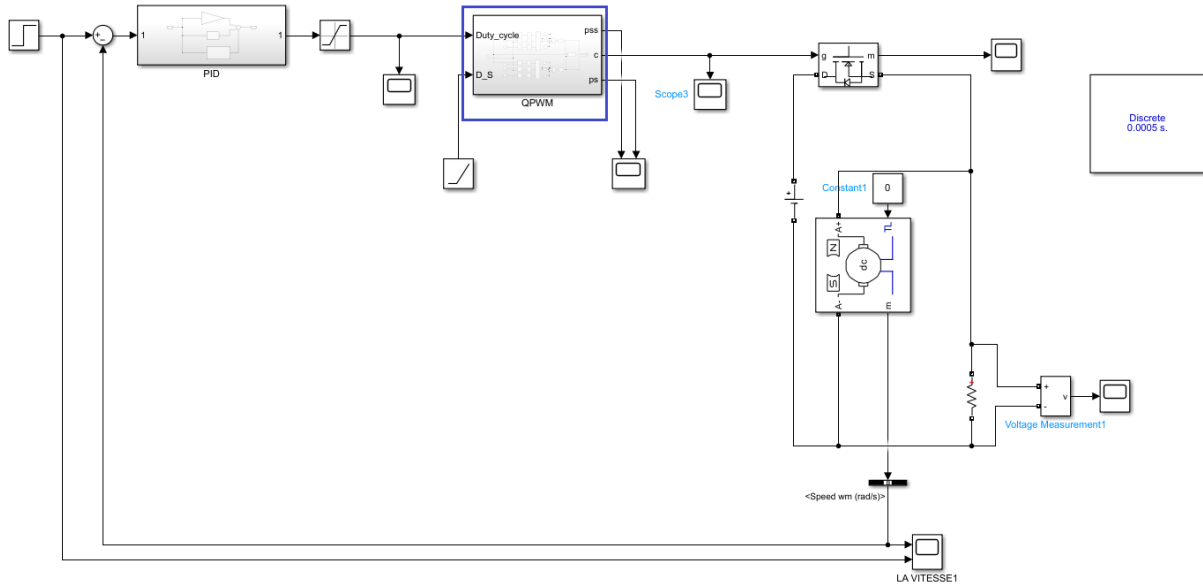 1
1
PID
Duty_cycle
D_S
pss
c
ps
QPWM
Scope3
g
m
D
S
Discrete
0.0005 s.
Constant1
0
A+
TL
N
dc
S
A-
m
+
-
v
Voltage Measurement1
<Speed wm (rad/s)>
LA VITESSE1